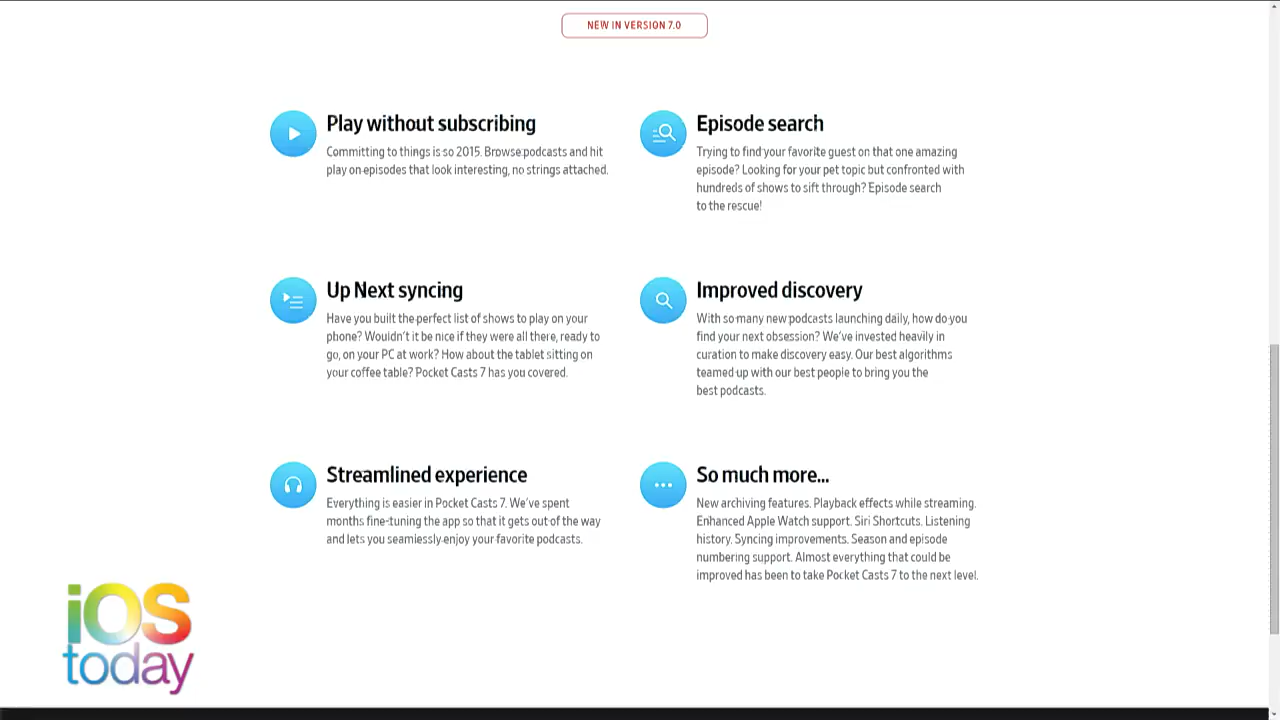 NEW IN VERSION 7.0
Play without subscribing
Committing to things is so 2015. Browse podcasts and hit
play on episodes that look interesting, no strings attached.
Episode search
Trying to find your favorite guest on that one amazing
episode? Looking for your pet topic but confronted with
hundreds of shows to sift through? Episode search
to the rescue!
Up Next syncing
Have you built the perfect list of shows to play on your
phone? Wouldn't it be nice if they were all there, ready to
go, on your PC at work? How about the tablet sitting on
your coffee table? Pocket Casts 7 has you covered.
Improved discovery
With so many new podcasts launching daily, how do you
find your next obsession? We've invested heavily in
curation to make discovery easy. Our best algorithms
teamed up with our best people to bring you the
best podcasts.
Streamlined experience
Everything is easier in Pocket Casts 7. We've spent
months fine-tuning the app so that it gets out of the way
and lets you seamlessly enjoy your favorite podcasts.
So much more...
New archiving features. Playback effects while streaming.
Enhanced Apple Watch support. Siri Shortcuts. Listening
history. Syncing improvements. Season and episode
numbering support. Almost everything that could be
improved has been to take Pocket Casts 7 to the next level.
iOS
today